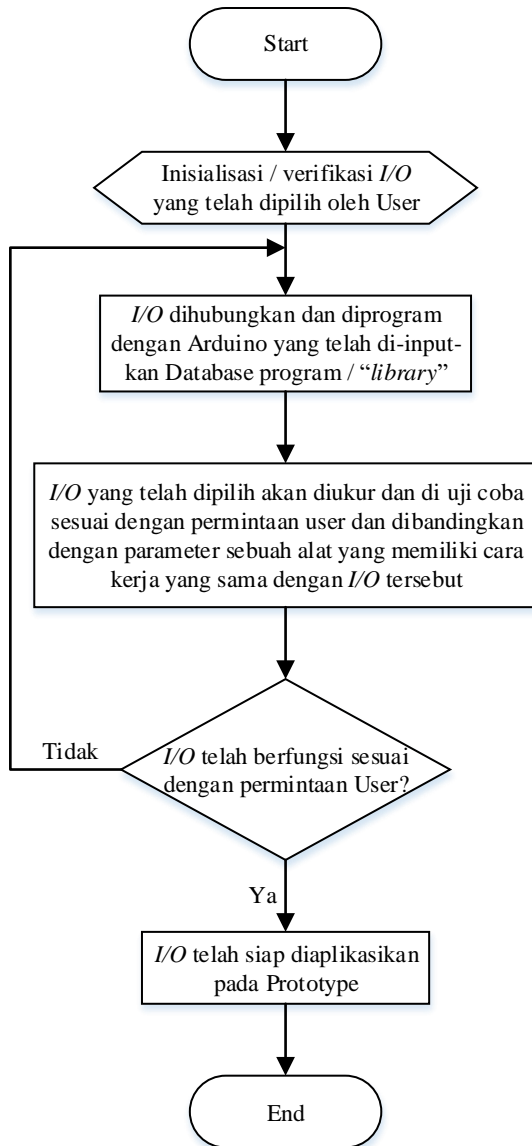 Start
Inisialisasi / verifikasi I/O
yang telah dipilih oleh User
I/O dihubungkan dan diprogram
dengan Arduino yang telah di-input-
kan Database program / “library”
I/O yang telah dipilih akan diukur dan di uji coba
sesuai dengan permintaan user dan dibandingkan
dengan parameter sebuah alat yang memiliki cara
kerja yang sama dengan I/O tersebut
Tidak
I/O telah berfungsi sesuai
dengan permintaan User?
Ya
I/O telah siap diaplikasikan
pada Prototype
End